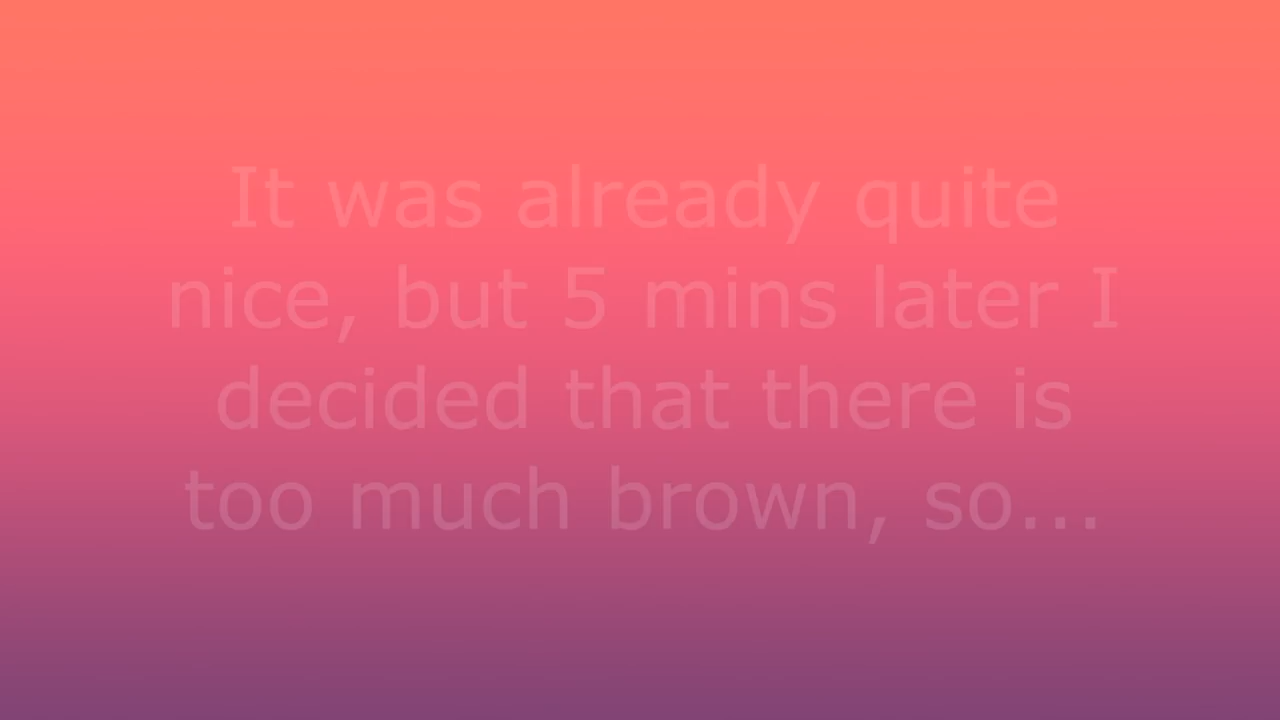 It was already quite
nice, but 5 mins later I
decided that there is
too much brown, so...